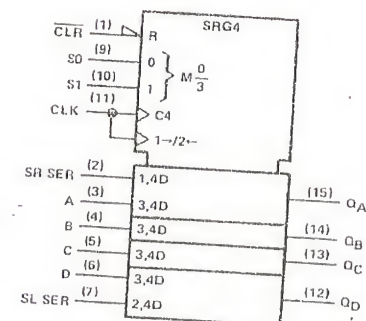 SRG4
CLR (1) R
S0 (9) 0
S1 (10) 1
M 0/3
CLK (11) C4
1→/2←
SR SER (2) 1,4D (15) QA
A (3) 3,4D
B (4) 3,4D (14) QB
C (5) 3,4D (13) QC
D (6) 3,4D
SL SER (7) 2,4D (12) QD